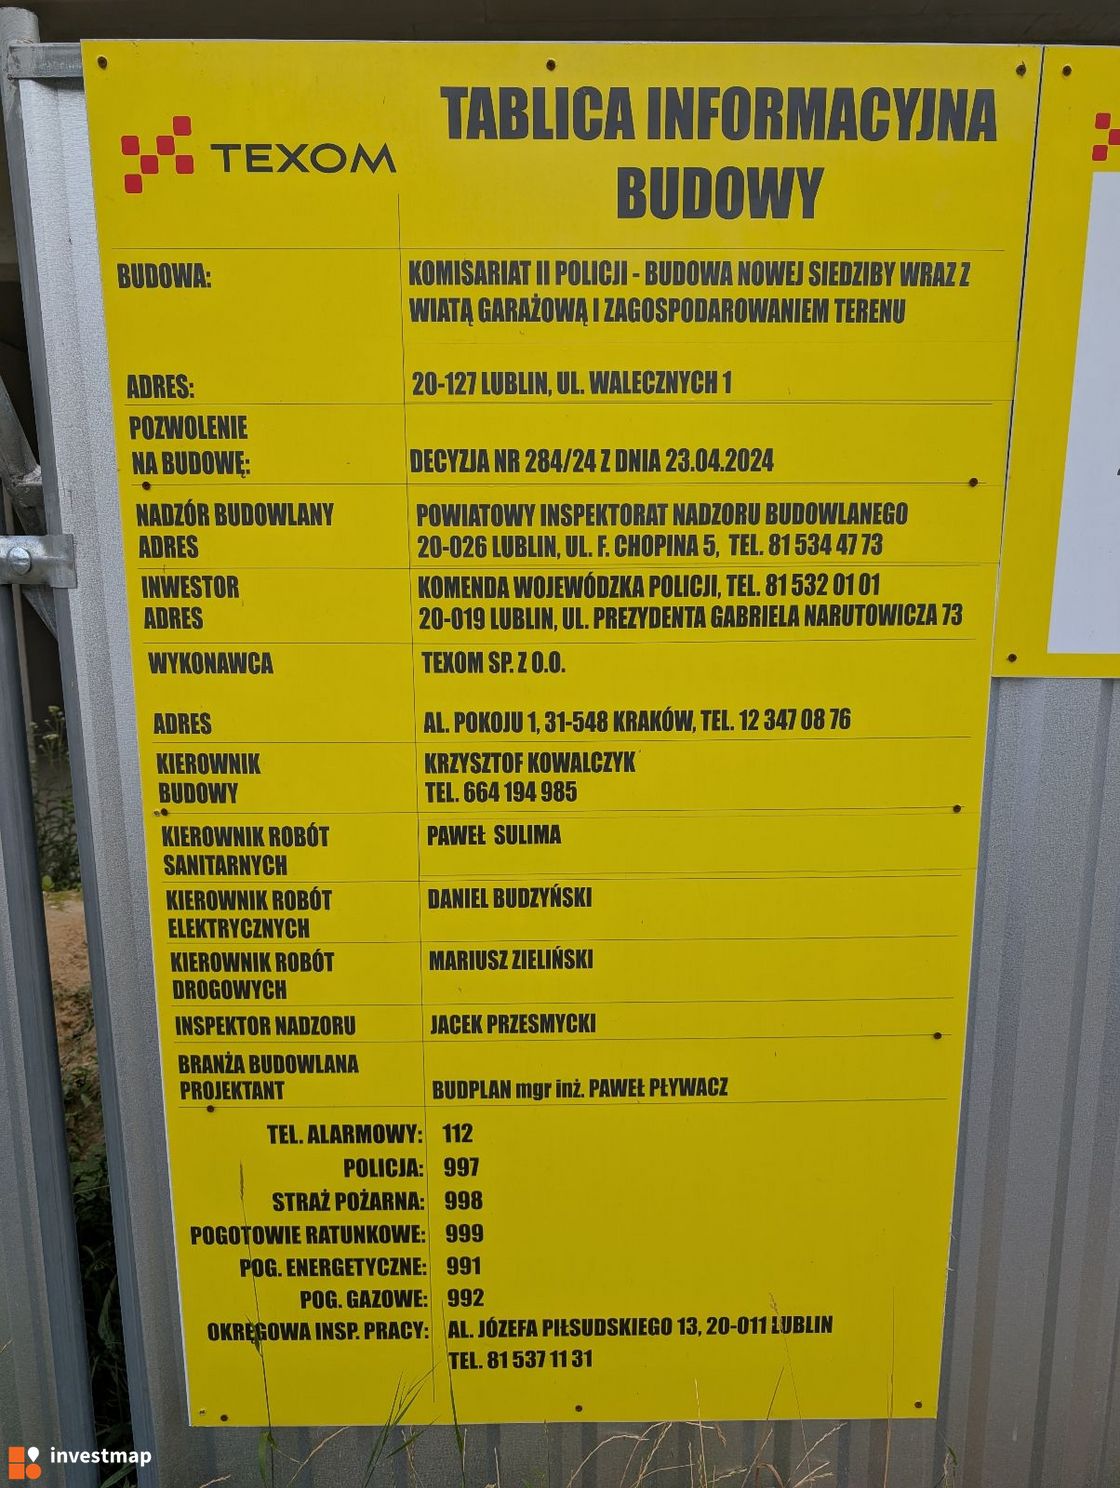 TEXOM
TABLICA INFORMACYJNA
BUDOWY
BUDOWA: KOMISARIAT II POLICJI - BUDOWA NOWEJ SIEDZIBY WRAZ Z
WIATĄ GARAŻOWĄ I ZAGOSPODAROWANIEM TERENU
ADRES: 20-127 LUBLIN, UL. WALECZNYCH 1
POZWOLENIE
NA BUDOWĘ: DECYZJA NR 284/24 Z DNIA 23.04.2024
NADZÓR BUDOWLANY POWIATOWY INSPEKTORAT NADZORU BUDOWLANEGO
ADRES 20-026 LUBLIN, UL. F. CHOPINA 5, TEL. 81 534 47 73
INWESTOR KOMENDA WOJEWÓDZKA POLICJI, TEL. 81 532 01 01
ADRES 20-019 LUBLIN, UL. PREZYDENTA GABRIELA NARUTOWICZA 73
WYKONAWCA TEXOM SP. Z O.O.
ADRES AL. POKOJU 1, 31-548 KRAKÓW, TEL. 12 347 08 76
KIEROWNIK KRZYSZTOF KOWALCZYK
BUDOWY TEL. 664 194 985
KIEROWNIK ROBÓT PAWEŁ SULIMA
SANITARNYCH
KIEROWNIK ROBÓT DANIEL BUDZYŃSKI
ELEKTRYCZNYCH
KIEROWNIK ROBÓT MARIUSZ ZIELIŃSKI
DROGOWYCH
INSPEKTOR NADZORU JACEK PRZESMYCKI
BRANŻA BUDOWLANA
PROJEKTANT BUDPLAN mgr inż. PAWEŁ PŁYWACZ
TEL. ALARMOWY: 112
POLICJA: 997
STRAŻ POŻARNA: 998
POGOTOWIE RATUNKOWE: 999
POG. ENERGETYCZNE: 991
POG. GAZOWE: 992
OKRĘGOWA INSP. PRACY: AL. JÓZEFA PIŁSUDSKIEGO 13, 20-011 LUBLIN
TEL. 81 537 11 31
investmap